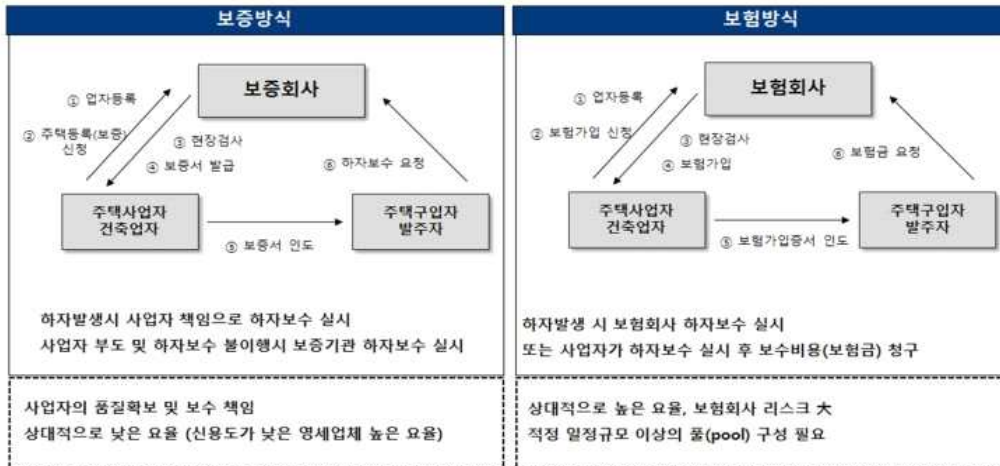 보증방식
보증회사
① 업자등록
② 주택등록(보증)
신청
③ 현장검사
④ 보증서 발급
⑥ 하자보수 요청
주택사업자
건축업자
주택구입자
발주자
⑤ 보증서 인도
하자발생시 사업자 책임으로 하자보수 실시
사업자 부도 및 하자보수 불이행시 보증기관 하자보수 실시
사업자의 품질확보 및 보수 책임
상대적으로 낮은 요율 (신용도가 낮은 영세업체 높은 요율)
보험방식
보험회사
① 업자등록
② 보험가입 신청
③ 현장검사
④ 보험가입
⑥ 보험금 요청
주택사업자
건축업자
주택구입자
발주자
⑤ 보험가입증서 인도
하자발생 시 보험회사 하자보수 실시
또는 사업자가 하자보수 실시 후 보수비용(보험금) 청구
상대적으로 높은 요율, 보험회사 리스크 大
적정 일정규모 이상의 풀(pool) 구성 필요